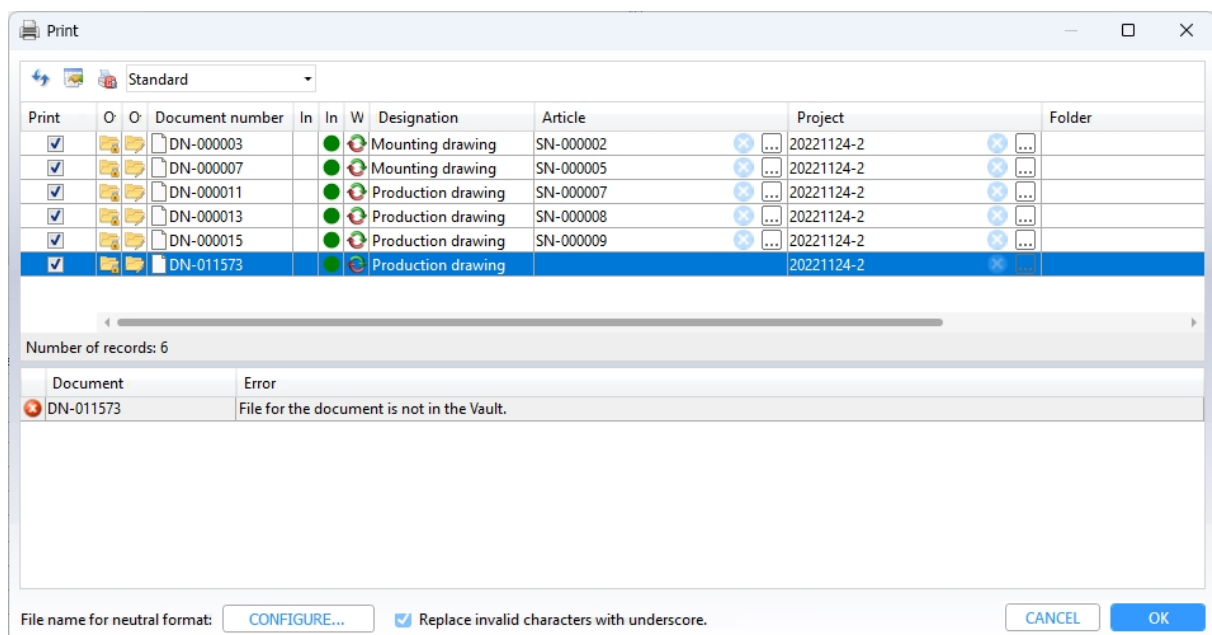 Print
Standard
Print O O Document number In In W Designation Article Project Folder
DN-000003 Mounting drawing SN-000002 ... 20221124-2 ...
DN-000007 Mounting drawing SN-000005 ... 20221124-2 ...
DN-000011 Production drawing SN-000007 ... 20221124-2 ...
DN-000013 Production drawing SN-000008 ... 20221124-2 ...
DN-000015 Production drawing SN-000009 ... 20221124-2 ...
DN-011573 Production drawing 20221124-2 ...
Number of records: 6
Document Error
DN-011573 File for the document is not in the Vault.
File name for neutral format: CONFIGURE... Replace invalid characters with underscore. CANCEL OK